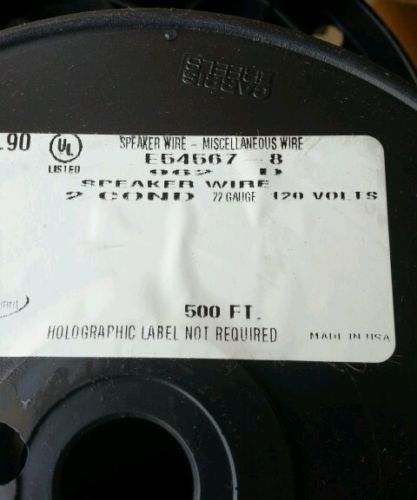 .90
UL
LISTED
SPEAKER WIRE - MISCELLANEOUS WIRE
E54567-8
962 D
SPEAKER WIRE
2 COND 22 GAUGE 120 VOLTS
500 FT.
HOLOGRAPHIC LABEL NOT REQUIRED
MADE IN USA